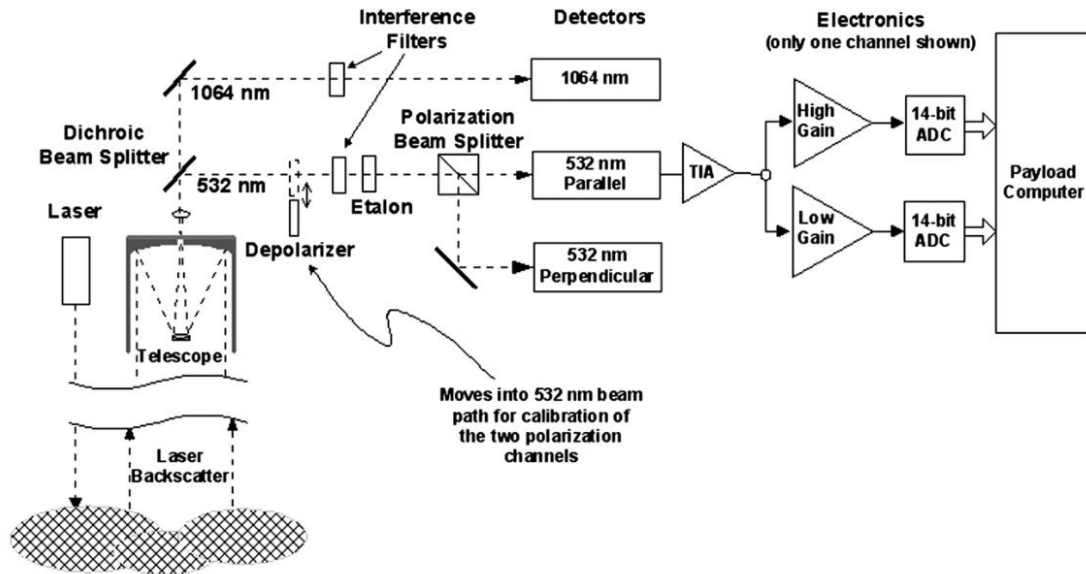 Interference
Filters
Detectors
Electronics
(only one channel shown)
1064 nm
1064 nm
High
Gain
14-bit
ADC
Dichroic
Beam Splitter
Polarization
Beam Splitter
532 nm
532 nm
Parallel
TIA
Payload
Computer
Laser
Etalon
Low
Gain
14-bit
ADC
Depolarizer
532 nm
Perpendicular
Telescope
Moves into 532 nm beam
path for calibration of
the two polarization
channels
Laser
Backscatter